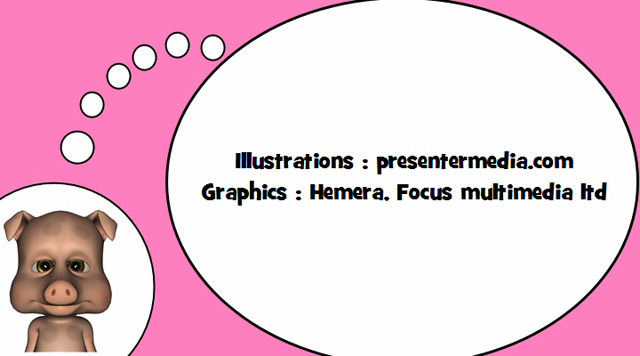 Illustrations : presentermedia.com
Graphics : Hemera. Focus multimedia ltd